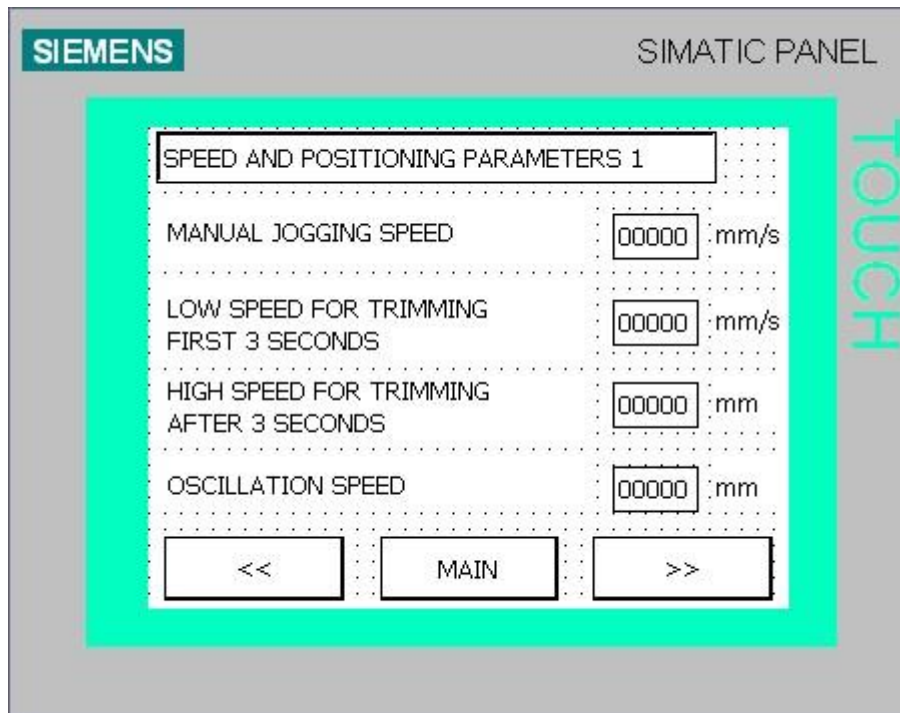 SIEMENS
SIMATIC PANEL
TOUCH
SPEED AND POSITIONING PARAMETERS 1
MANUAL JOGGING SPEED 00000 mm/s
LOW SPEED FOR TRIMMING
FIRST 3 SECONDS 00000 mm/s
HIGH SPEED FOR TRIMMING
AFTER 3 SECONDS 00000 mm
OSCILLATION SPEED 00000 mm
<< MAIN >>